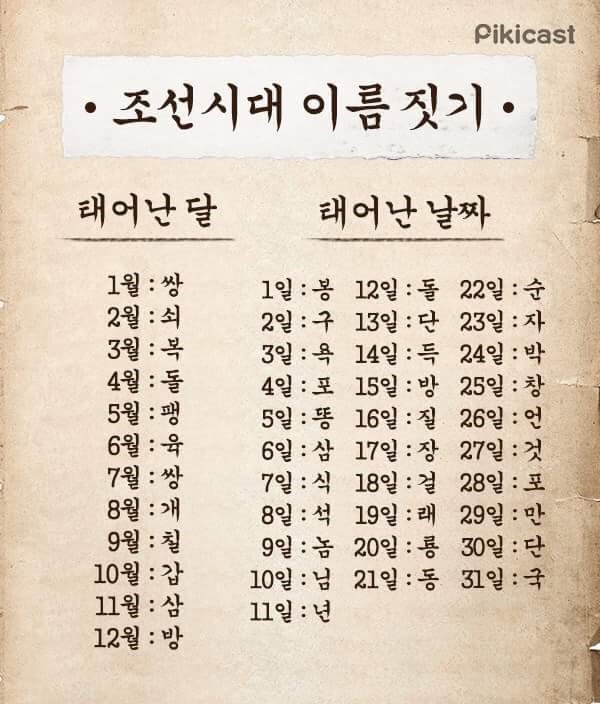 Pikicast
• 조선시대 이름 짓기 •
태어난 달
1월 : 쌍
2월 : 쇠
3월 : 복
4월 : 돌
5월 : 팽
6월 : 육
7월 : 쌍
8월 : 개
9월 : 칠
10월 : 갑
11월 : 삼
12월 : 방
태어난 날짜
1일 : 봉
2일 : 구
3일 : 욕
4일 : 포
5일 : 똥
6일 : 삼
7일 : 식
8일 : 석
9일 : 놈
10일 : 님
11일 : 년
12일 : 돌
13일 : 단
14일 : 득
15일 : 방
16일 : 질
17일 : 장
18일 : 걸
19일 : 래
20일 : 룡
21일 : 동
22일 : 순
23일 : 자
24일 : 박
25일 : 창
26일 : 언
27일 : 것
28일 : 포
29일 : 만
30일 : 단
31일 : 국